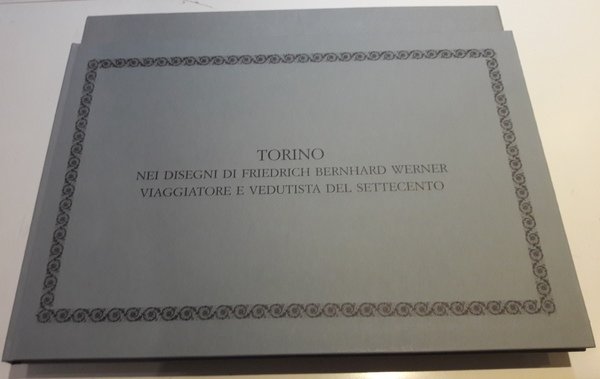 TORINO
NEI DISEGNI DI FRIEDRICH BERNHARD WERNER
VIAGGIATORE E VEDUTISTA DEL SETTECENTO